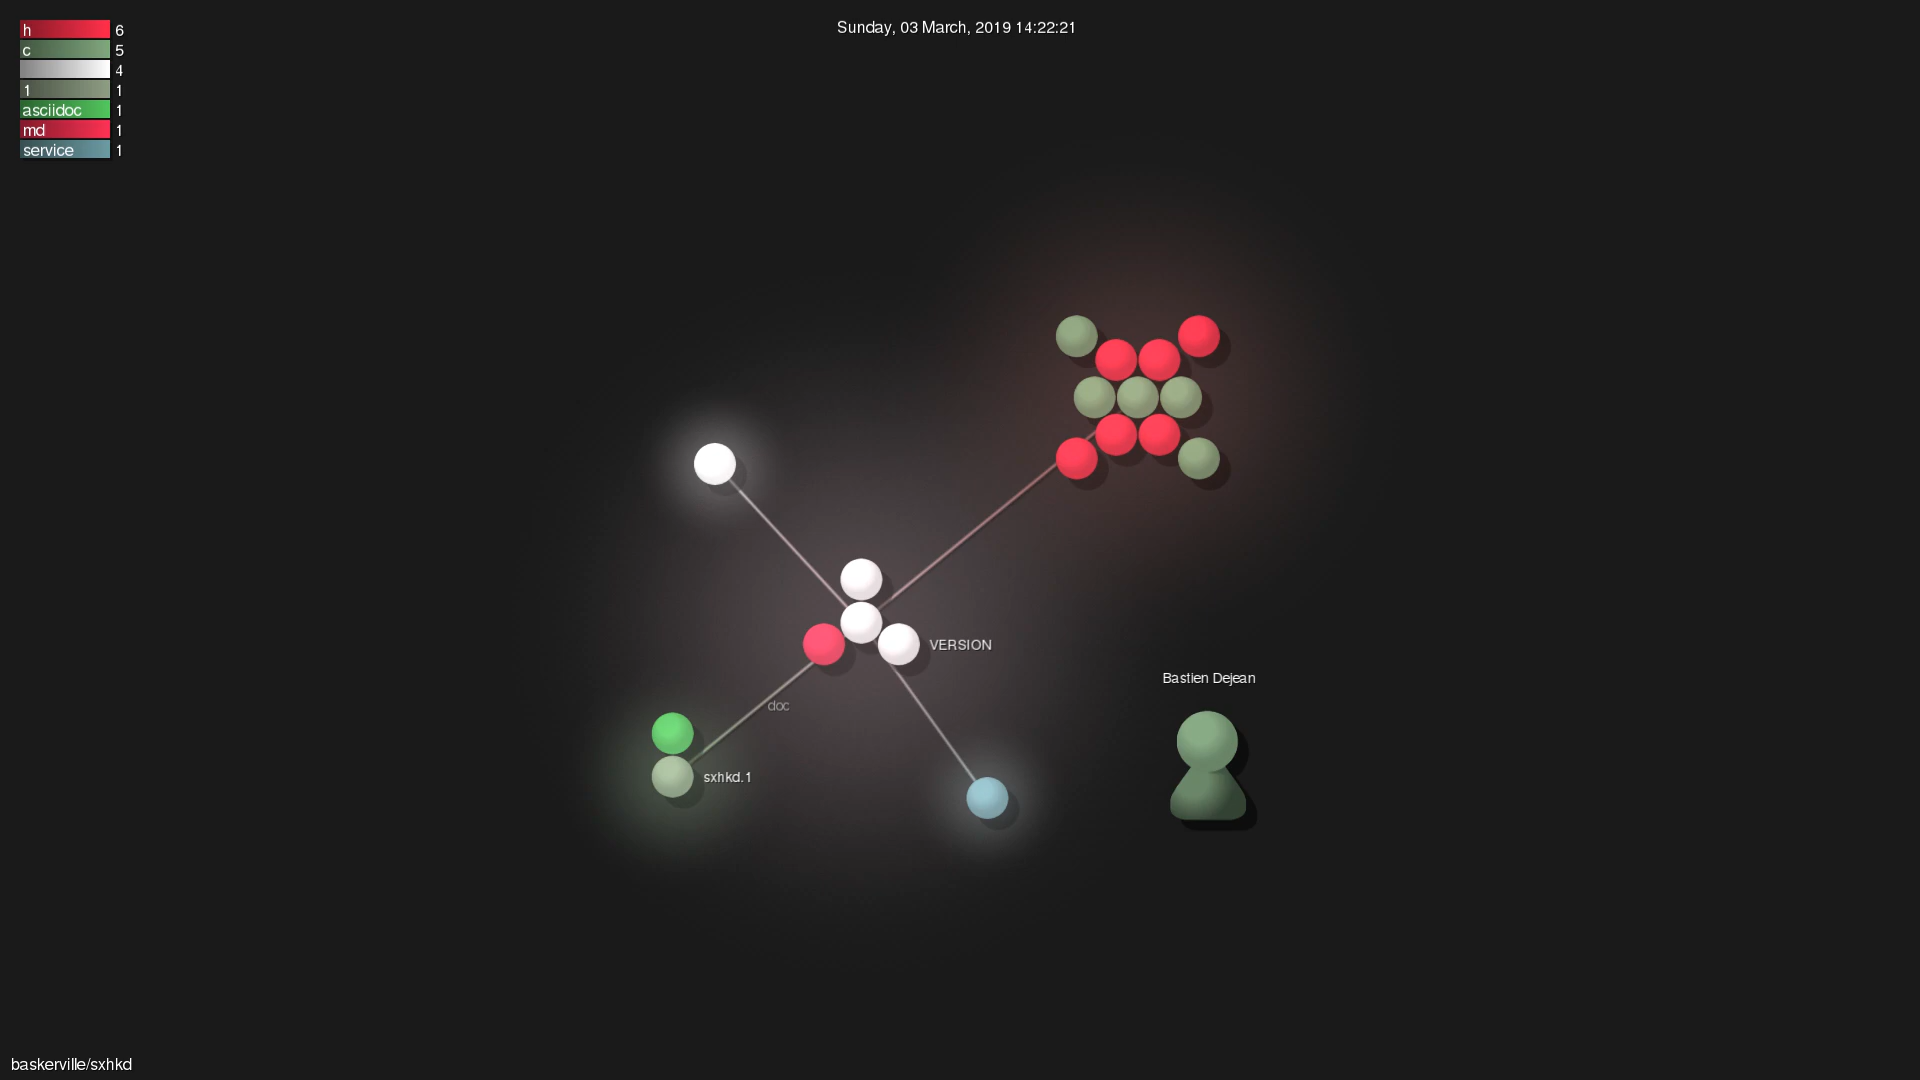 Sunday, 03 March, 2019 14:22:21
h 6
c 5
4
1 1
asciidoc 1
md 1
service 1
VERSION
doc
sxhkd.1
Bastien Dejean
baskerville/sxhkd